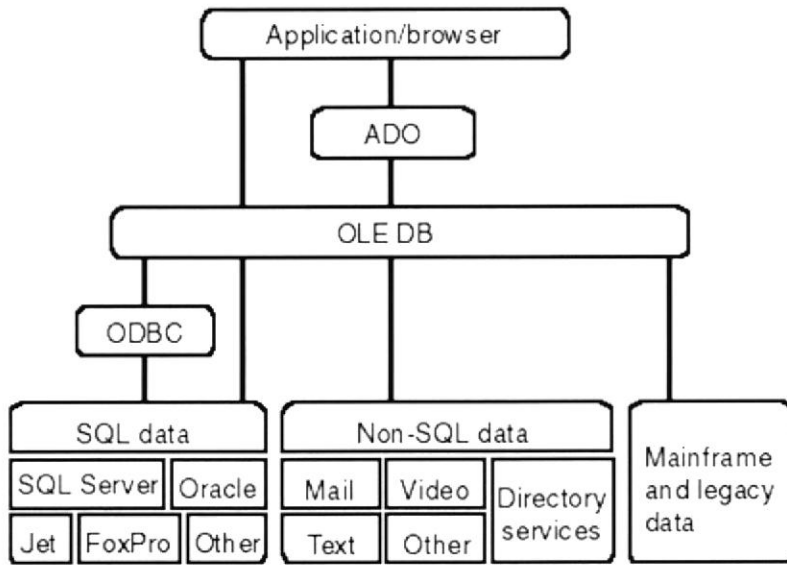 Application/browser
ADO
OLE DB
ODBC
SQL data
Non-SQL data
Mainframe
and legacy
data
SQL Server
Oracle
Mail
Video
Directory
services
Jet
FoxPro
Other
Text
Other